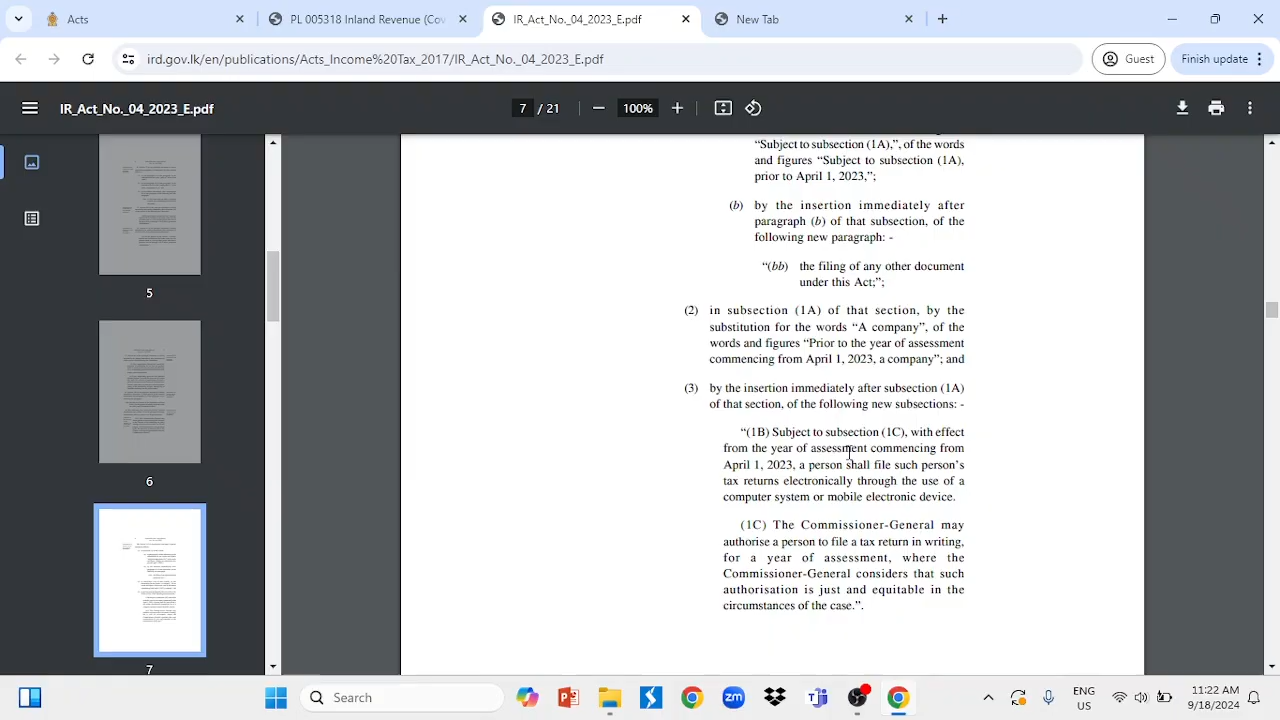 Acts
PL 005318 Inland Revenue (Cov
IR_Act_No._04_2023_E.pdf
New Tab
ird.gov.lk/en/publications/Acts_Income%20Tax_2017/IR_Act_No._04_2023_E.pdf
Guest
Finish update
IR_Act_No._04_2023_E.pdf
7 / 21
100%
5
6
7
“Subject to subsection (1A),”, of the words
and figures “Subject to subsection (1A),
prior to April 1, 2023,”;
(b) by the insertion immediately after
paragraph (b) of that subsection, of the
following new paragraph: -
“(bb) the filing of any other document
under this Act;”;
(2) in subsection (1A) of that section, by the
substitution for the words “A company”, of the
words and figures “Prior to the year of assessment
commencing from April 1, 2023, a company”; and
(3) by the insertion immediately after subsection (1A)
of that section, of the following new subsections: -
“(1B) Subject to subsection (1C), with effect
from the year of assessment commencing from
April 1, 2023, a person shall file such person’s
tax returns electronically through the use of a
computer system or mobile electronic device.
(1C) The Commissioner-General may
authorise a person to file a tax return in writing,
for a year of assessment, where the
Commissioner-General considers that such
authorisation is just and equitable in the
circumstances of the case.”.
Search
ENG
US
11:22 AM
9/18/2024